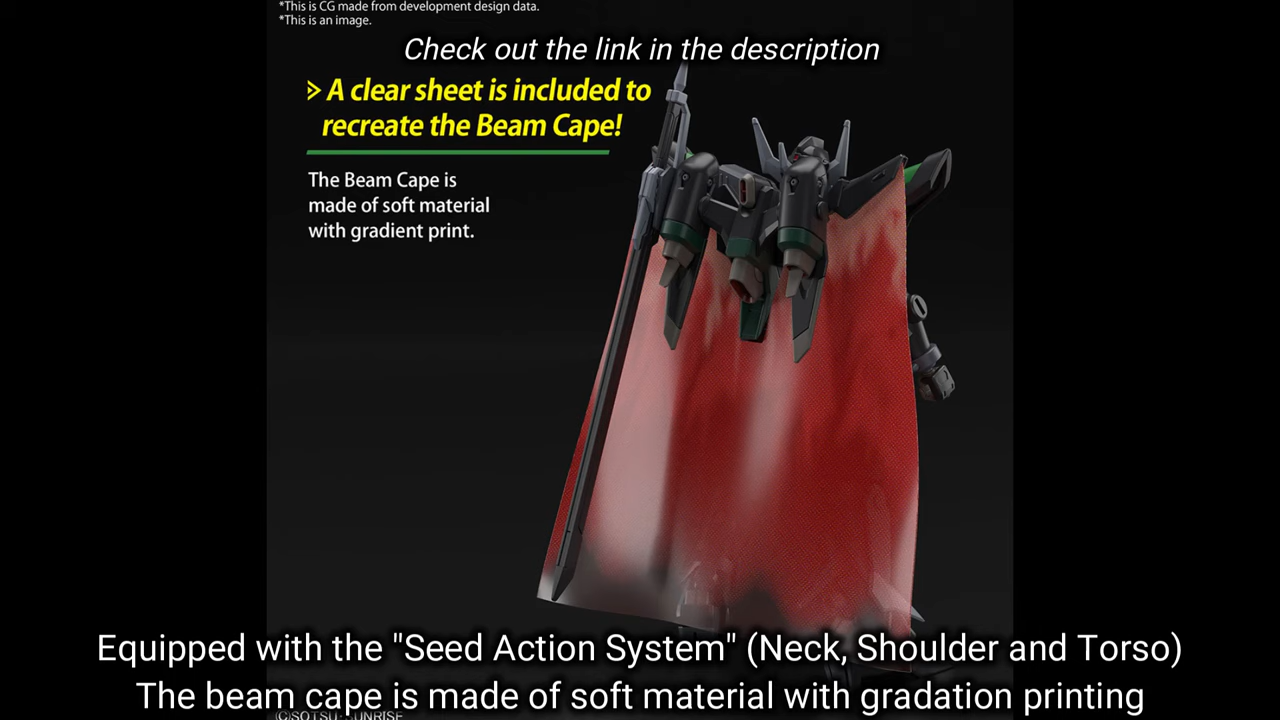 *This is CG made from development design data.
*This is an image.
Check out the link in the description
> A clear sheet is included to
recreate the Beam Cape!
The Beam Cape is
made of soft material
with gradient print.
Equipped with the "Seed Action System" (Neck, Shoulder and Torso)
The beam cape is made of soft material with gradation printing
(C)SOTSU・SUNRISE